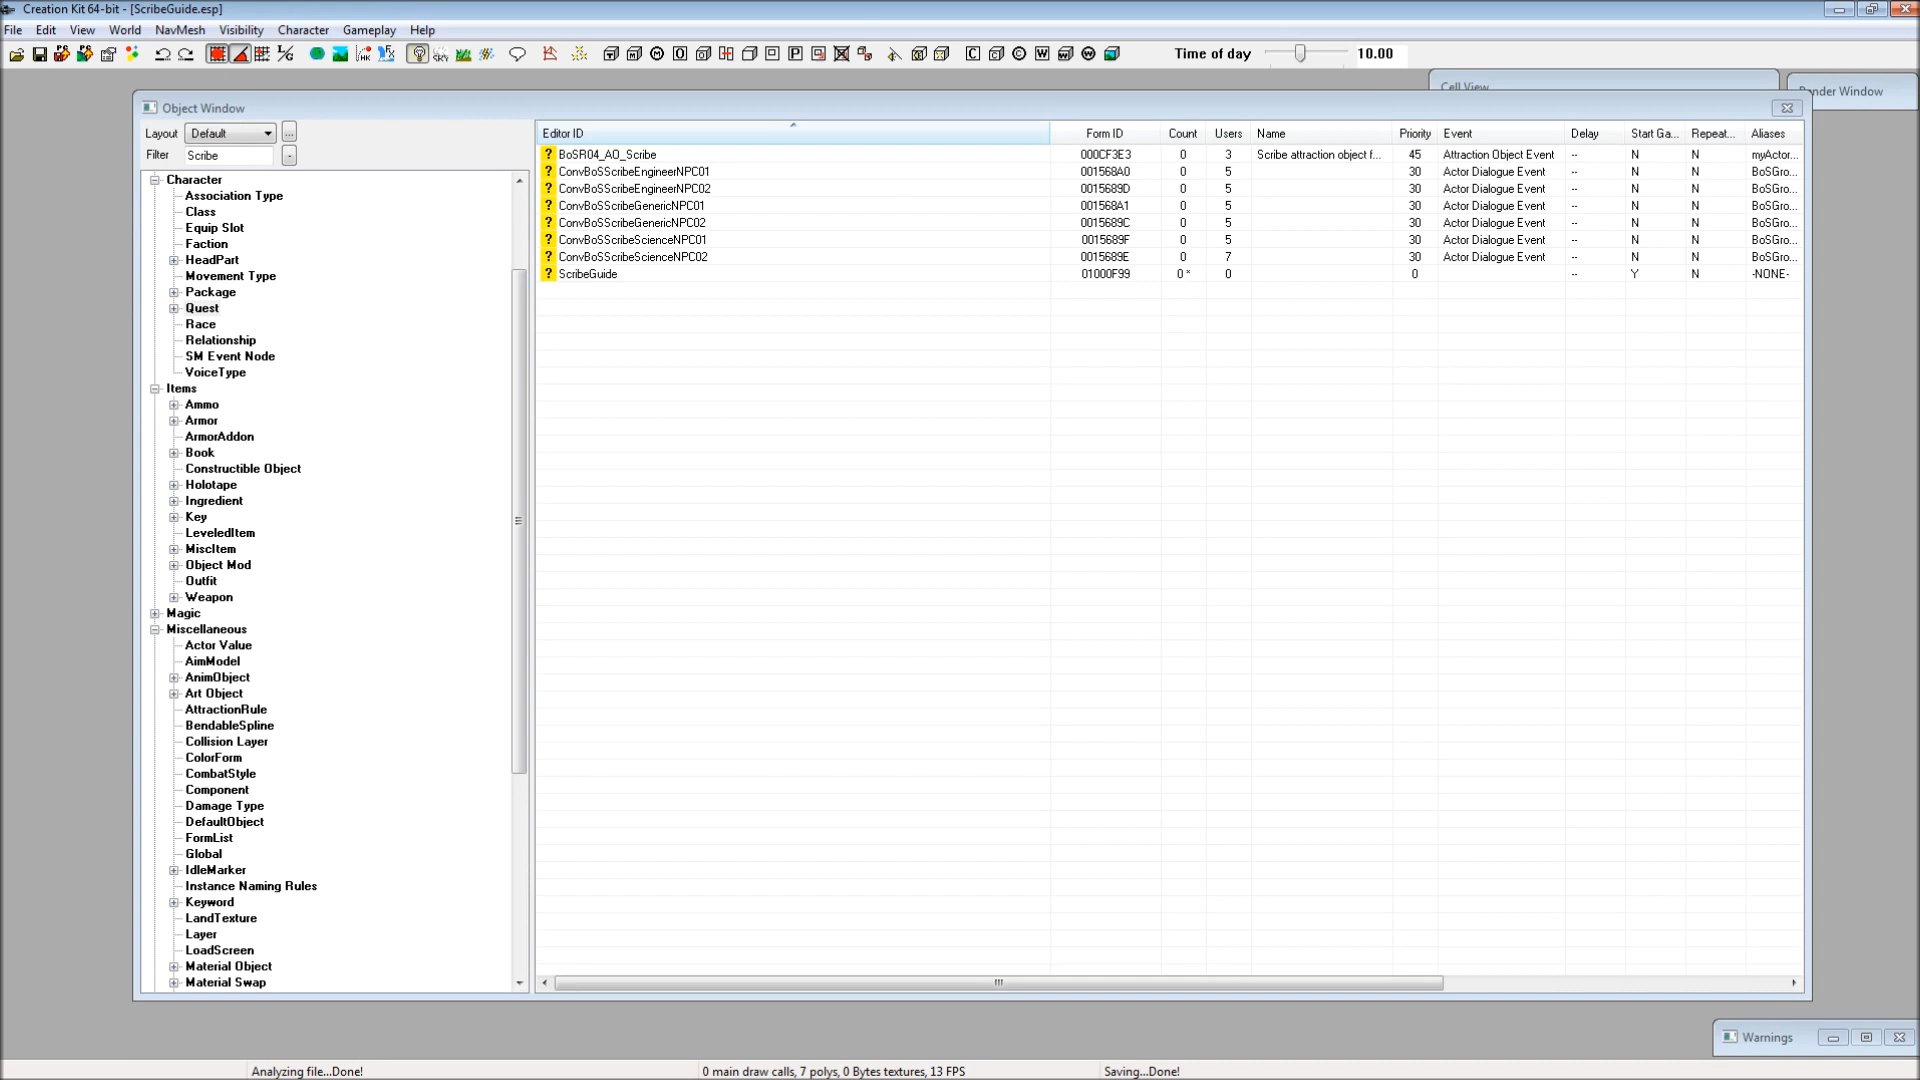 Creation Kit 64-bit - [ScribeGuide.esp]
File Edit View World NavMesh Visibility Character Gameplay Help
Time of day 10.00
Cell View
Render Window
Object Window
Layout Default ...
Filter Scribe -
Editor ID Form ID Count Users Name Priority Event Delay Start Ga... Repeat... Aliases
? BoSR04_AO_Scribe 000CF3E3 0 3 Scribe attraction object f... 45 Attraction Object Event -- N N myActor...
? ConvBoSScribeEngineerNPC01 001568A0 0 5 30 Actor Dialogue Event -- N N BoSGro...
? ConvBoSScribeEngineerNPC02 0015689D 0 5 30 Actor Dialogue Event -- N N BoSGro...
? ConvBoSScribeGenericNPC01 001568A1 0 5 30 Actor Dialogue Event -- N N BoSGro...
? ConvBoSScribeGenericNPC02 0015689C 0 5 30 Actor Dialogue Event -- N N BoSGro...
? ConvBoSScribeScienceNPC01 0015689F 0 5 30 Actor Dialogue Event -- N N BoSGro...
? ConvBoSScribeScienceNPC02 0015689E 0 7 30 Actor Dialogue Event -- N N BoSGro...
? ScribeGuide 01000F99 0 * 0 0 -- Y N -NONE-
Character
Association Type
Class
Equip Slot
Faction
HeadPart
Movement Type
Package
Quest
Race
Relationship
SM Event Node
VoiceType
Items
Ammo
Armor
ArmorAddon
Book
Constructible Object
Holotape
Ingredient
Key
LeveledItem
MiscItem
Object Mod
Outfit
Weapon
Magic
Miscellaneous
Actor Value
AimModel
AnimObject
Art Object
AttractionRule
BendableSpline
Collision Layer
ColorForm
CombatStyle
Component
Damage Type
DefaultObject
FormList
Global
IdleMarker
Instance Naming Rules
Keyword
LandTexture
Layer
LoadScreen
Material Object
Material Swap
Warnings
Analyzing file...Done! 0 main draw calls, 7 polys, 0 Bytes textures, 13 FPS Saving...Done!